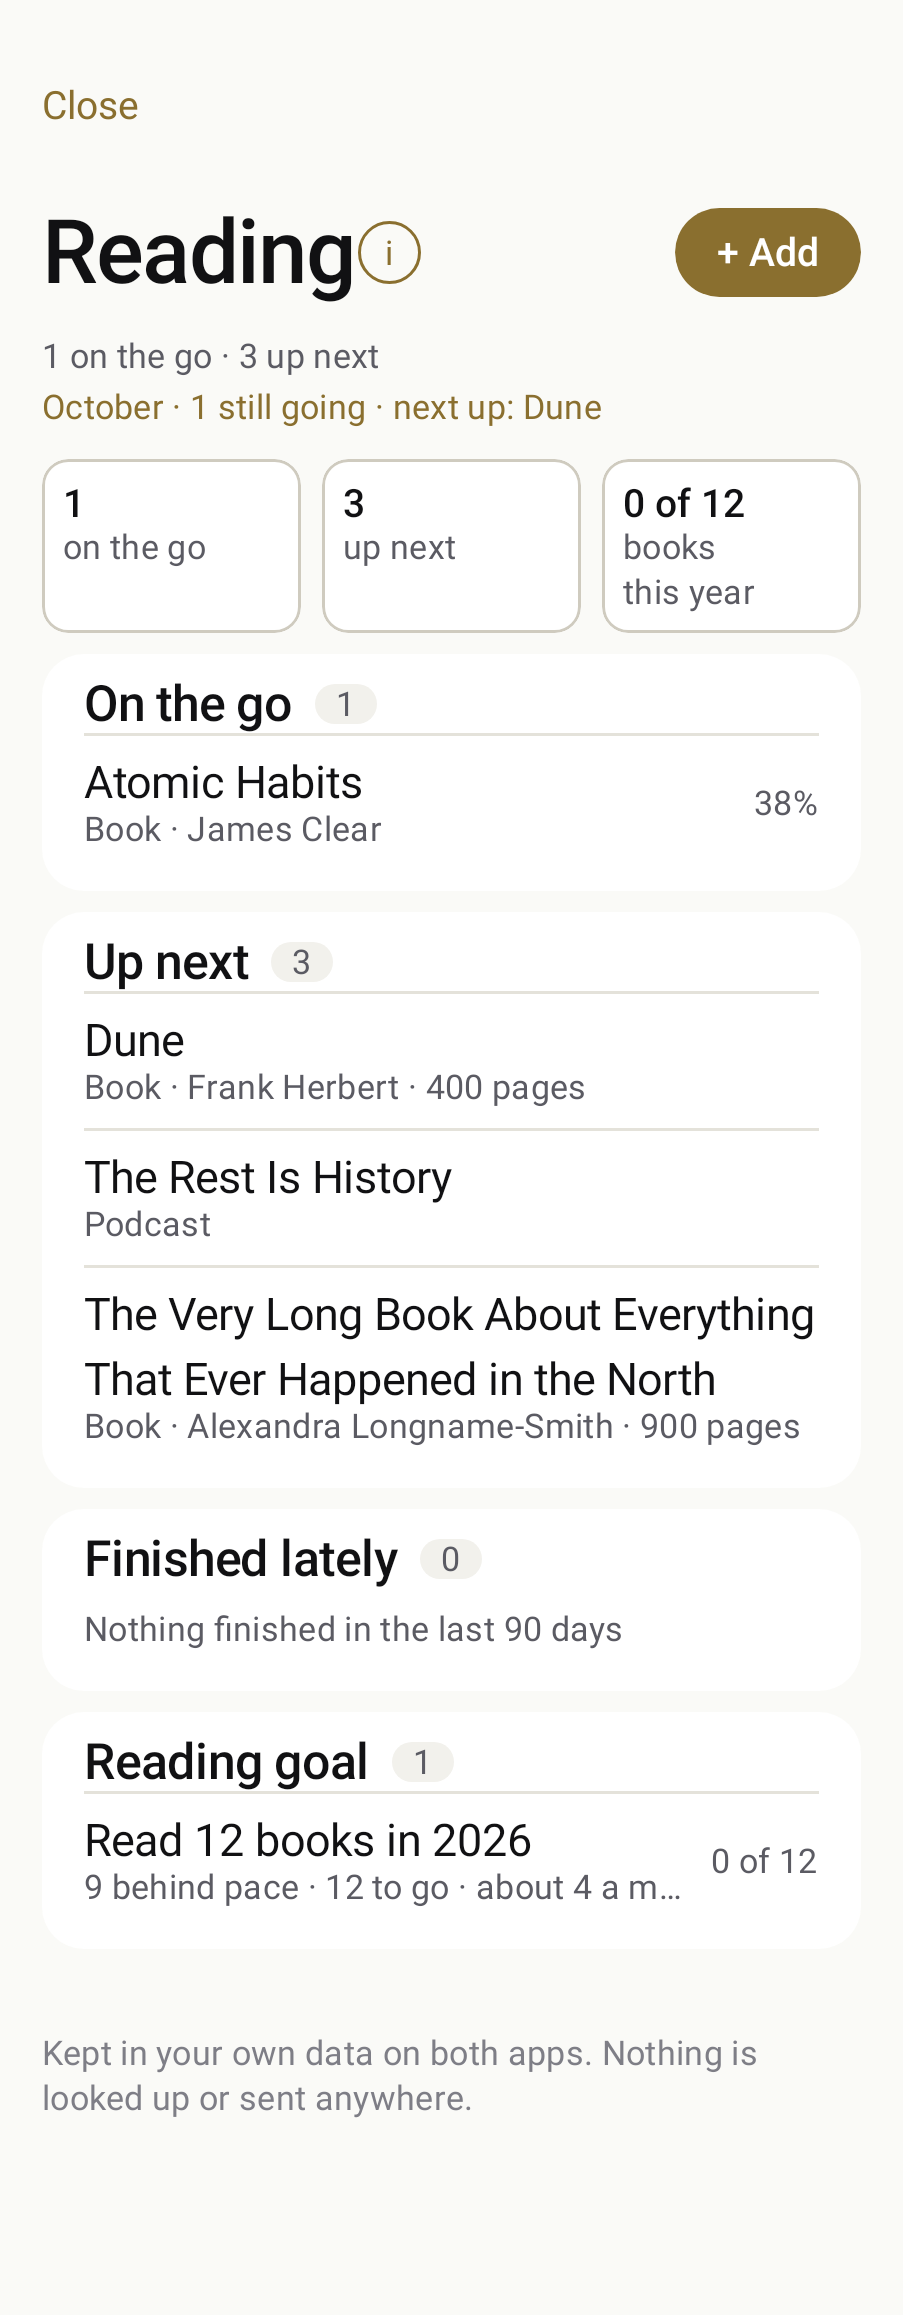 Close
Reading i
+ Add
1 on the go · 3 up next
October · 1 still going · next up: Dune
1
on the go
3
up next
0 of 12
books
this year
On the go 1
Atomic Habits
Book · James Clear
38%
Up next 3
Dune
Book · Frank Herbert · 400 pages
The Rest Is History
Podcast
The Very Long Book About Everything
That Ever Happened in the North
Book · Alexandra Longname-Smith · 900 pages
Finished lately 0
Nothing finished in the last 90 days
Reading goal 1
Read 12 books in 2026
9 behind pace · 12 to go · about 4 a m…
0 of 12
Kept in your own data on both apps. Nothing is
looked up or sent anywhere.